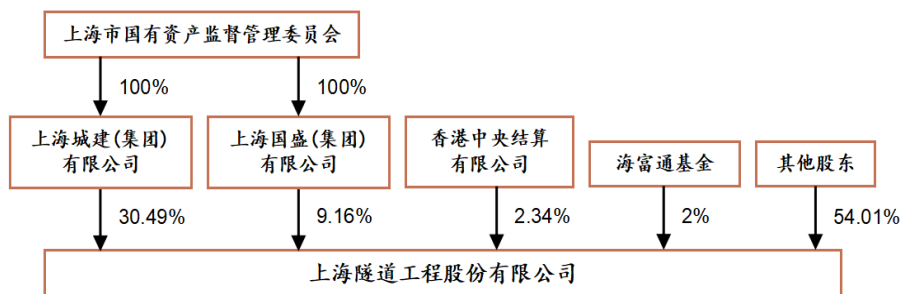 上海市国有资产监督管理委员会
100%
100%
上海城建(集团)
有限公司
上海国盛(集团)
有限公司
香港中央结算
有限公司
海富通基金
其他股东
30.49%
9.16%
2.34%
2%
54.01%
上海隧道工程股份有限公司